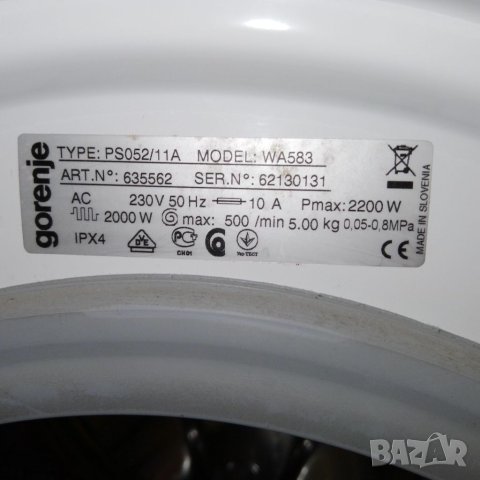 gorenje
TYPE: PS052/11A MODEL: WA583
ART.N°: 635562 SER.N°: 62130131
AC 230V 50 Hz 10 A Pmax: 2200W
2000 W max: 500 /min 5.00 kg 0,05-0,8MPa
IPX4
MADE IN SLOVENIA
CE
BAZAR